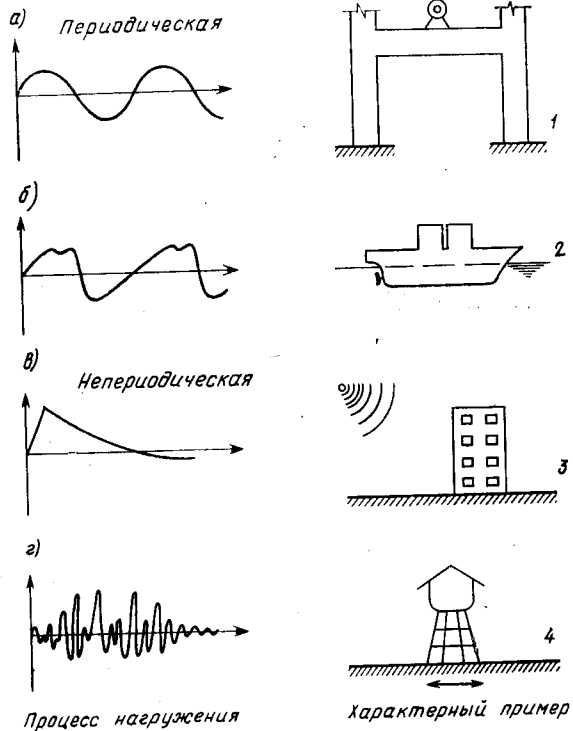 а) Периодическая
1
б)
2
в) Непериодическая
3
г)
4
Процесс нагружения
Характерный пример